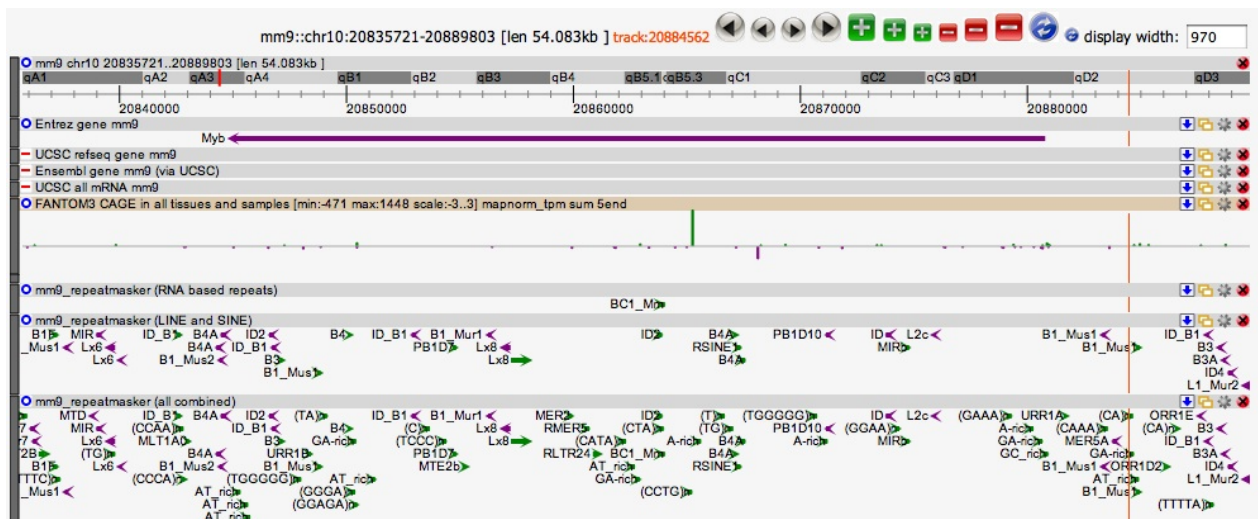 mm9::chr10:20835721-20889803 [len 54.083kb ] track:20884562 display width: 970
mm9 chr10 20835721..20889803 [len 54.083kb ]
qA1 qA2 qA3 qA4 qB1 qB2 qB3 qB4 qB5.1 qB5.3 qC1 qC2 qC3 qD1 qD2 qD3
20840000 20850000 20860000 20870000 20880000
Entrez gene mm9
Myb
UCSC refseq gene mm9
Ensembl gene mm9 (via UCSC)
UCSC all mRNA mm9
FANTOM3 CAGE in all tissues and samples [min:-471 max:1448 scale:-3..3] mapnorm_tpm sum 5end
mm9_repeatmasker (RNA based repeats)
BC1_Mm
mm9_repeatmasker (LINE and SINE)
MIR ID_B1 B4A ID2 B4 ID_B1 B1_Mur1 ID2 B4A PB1D10 ID L2c B1_Mus1 ID_B1
_Mus1 Lx6 B4A ID_B1 PB1D7 Lx8 RSINE1 MIRb B1_Mus1 B3
Lx6 B1_Mus2 B3 Lx8 B4A B3A
B1_Mus1 ID4
L1_Mur2
mm9_repeatmasker (all combined)
MTD ID_B1 B4A ID2 (TA)n ID_B1 B1_Mur1 MER2 ID2 (T)n (TGGGGG)n ID L2c (GAAA)n URR1A (CA)n ORR1E
MIR (CCAA)n ID_B1 B4 (C)n Lx8 RMER5 (CTA)n (TG)n PB1D10 (GGAA)n A-rich (CAAA)n (CA)n B3
Lx6 MLT1A0 B3 GA-rich (TCCC)n Lx8 (CATA)n A-rich B4A A-rich MIRb GA-rich MER5A ID_B1
2B (TG)n B4A URR1B PB1D7 RLTR24 BC1_Mm B4A GC_rich GA-rich B3A
Lx6 B1_Mus2 B1_Mus1 MTE2b AT_rich RSINE1 B1_Mus1 ORR1D2 ID4
(CCCA)n (TGGGGG)n AT_rich GA-rich AT_rich L1_Mur2
_Mus1 AT_rich (GGGA)n (CCTG)n B1_Mus1
AT_rich (GGAGA)n (TTTTA)n
AT_rich